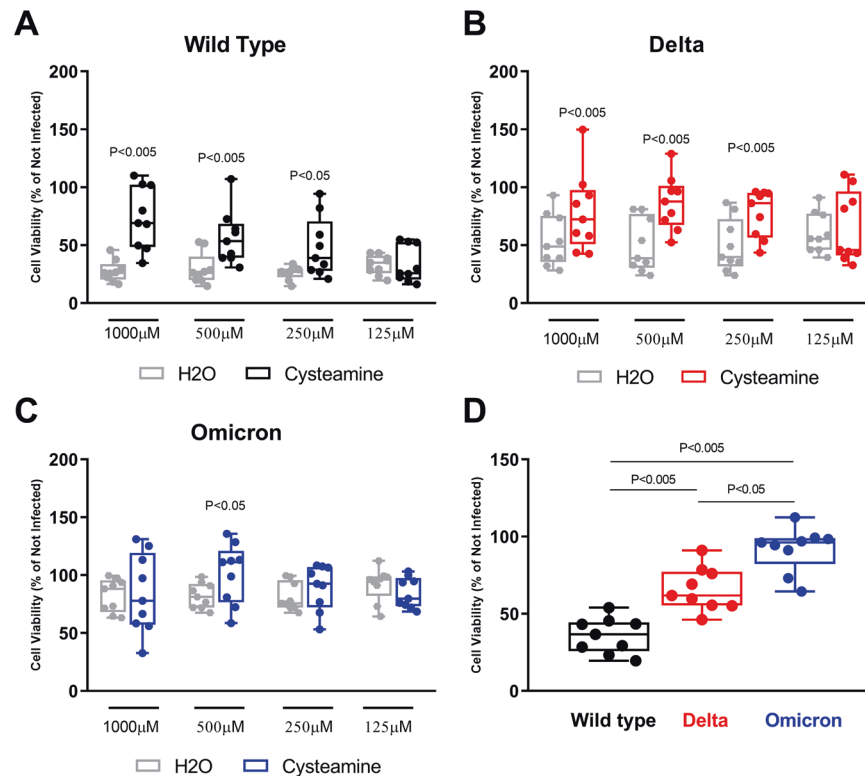 A
Wild Type
Cell Viability (% of Not Infected)
200
150
100
50
0
P<0.005
P<0.005
P<0.05
1000µM
500µM
250µM
125µM
H2O
Cysteamine
B
Delta
Cell Viability (% of Not Infected)
200
150
100
50
0
P<0.005
P<0.005
P<0.005
1000µM
500µM
250µM
125µM
H2O
Cysteamine
C
Omicron
Cell Viability (% of Not Infected)
200
150
100
50
0
P<0.05
1000µM
500µM
250µM
125µM
H2O
Cysteamine
D
Cell Viability (% of Not Infected)
150
100
50
0
P<0.005
P<0.005
P<0.05
Wild type
Delta
Omicron